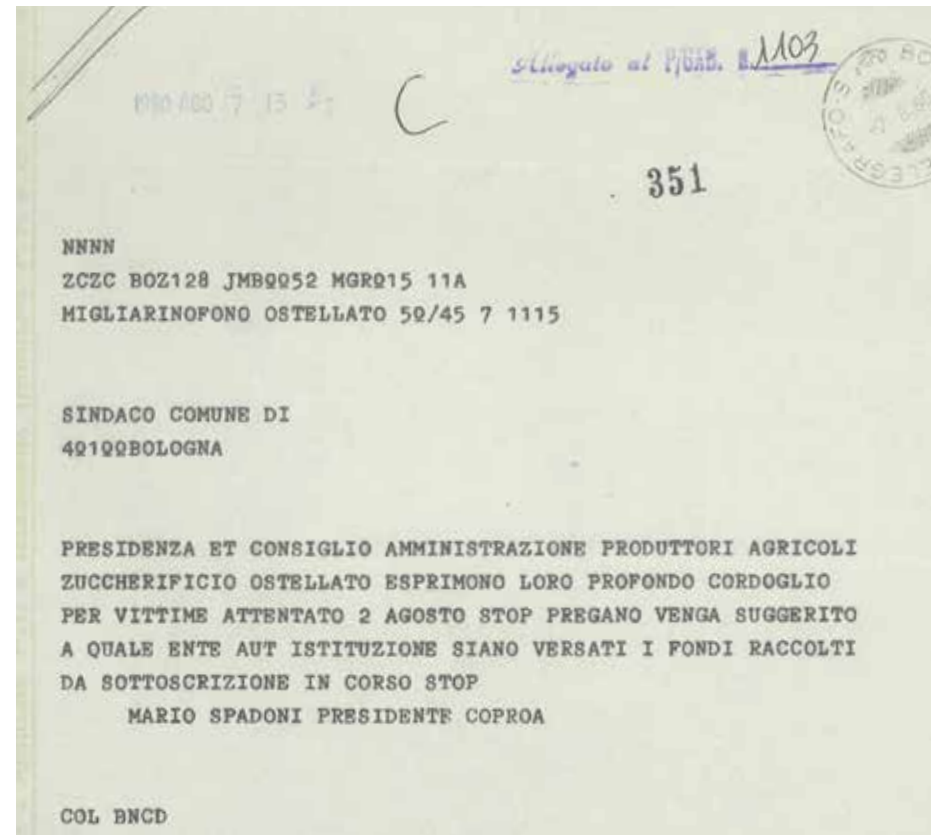 Allegato al P/GAB. N. 1103
1980 AGO 7 13
C
351
NNNN
ZCZC BOZ128 JMB0052 MGR015 11A
MIGLIARINOFONO OSTELLATO 50/45 7 1115
SINDACO COMUNE DI
40100BOLOGNA
PRESIDENZA ET CONSIGLIO AMMINISTRAZIONE PRODUTTORI AGRICOLI
ZUCCHERIFICIO OSTELLATO ESPRIMONO LORO PROFONDO CORDOGLIO
PER VITTIME ATTENTATO 2 AGOSTO STOP PREGANO VENGA SUGGERITO
A QUALE ENTE AUT ISTITUZIONE SIANO VERSATI I FONDI RACCOLTI
DA SOTTOSCRIZIONE IN CORSO STOP
MARIO SPADONI PRESIDENTE COPROA
COL BNCD